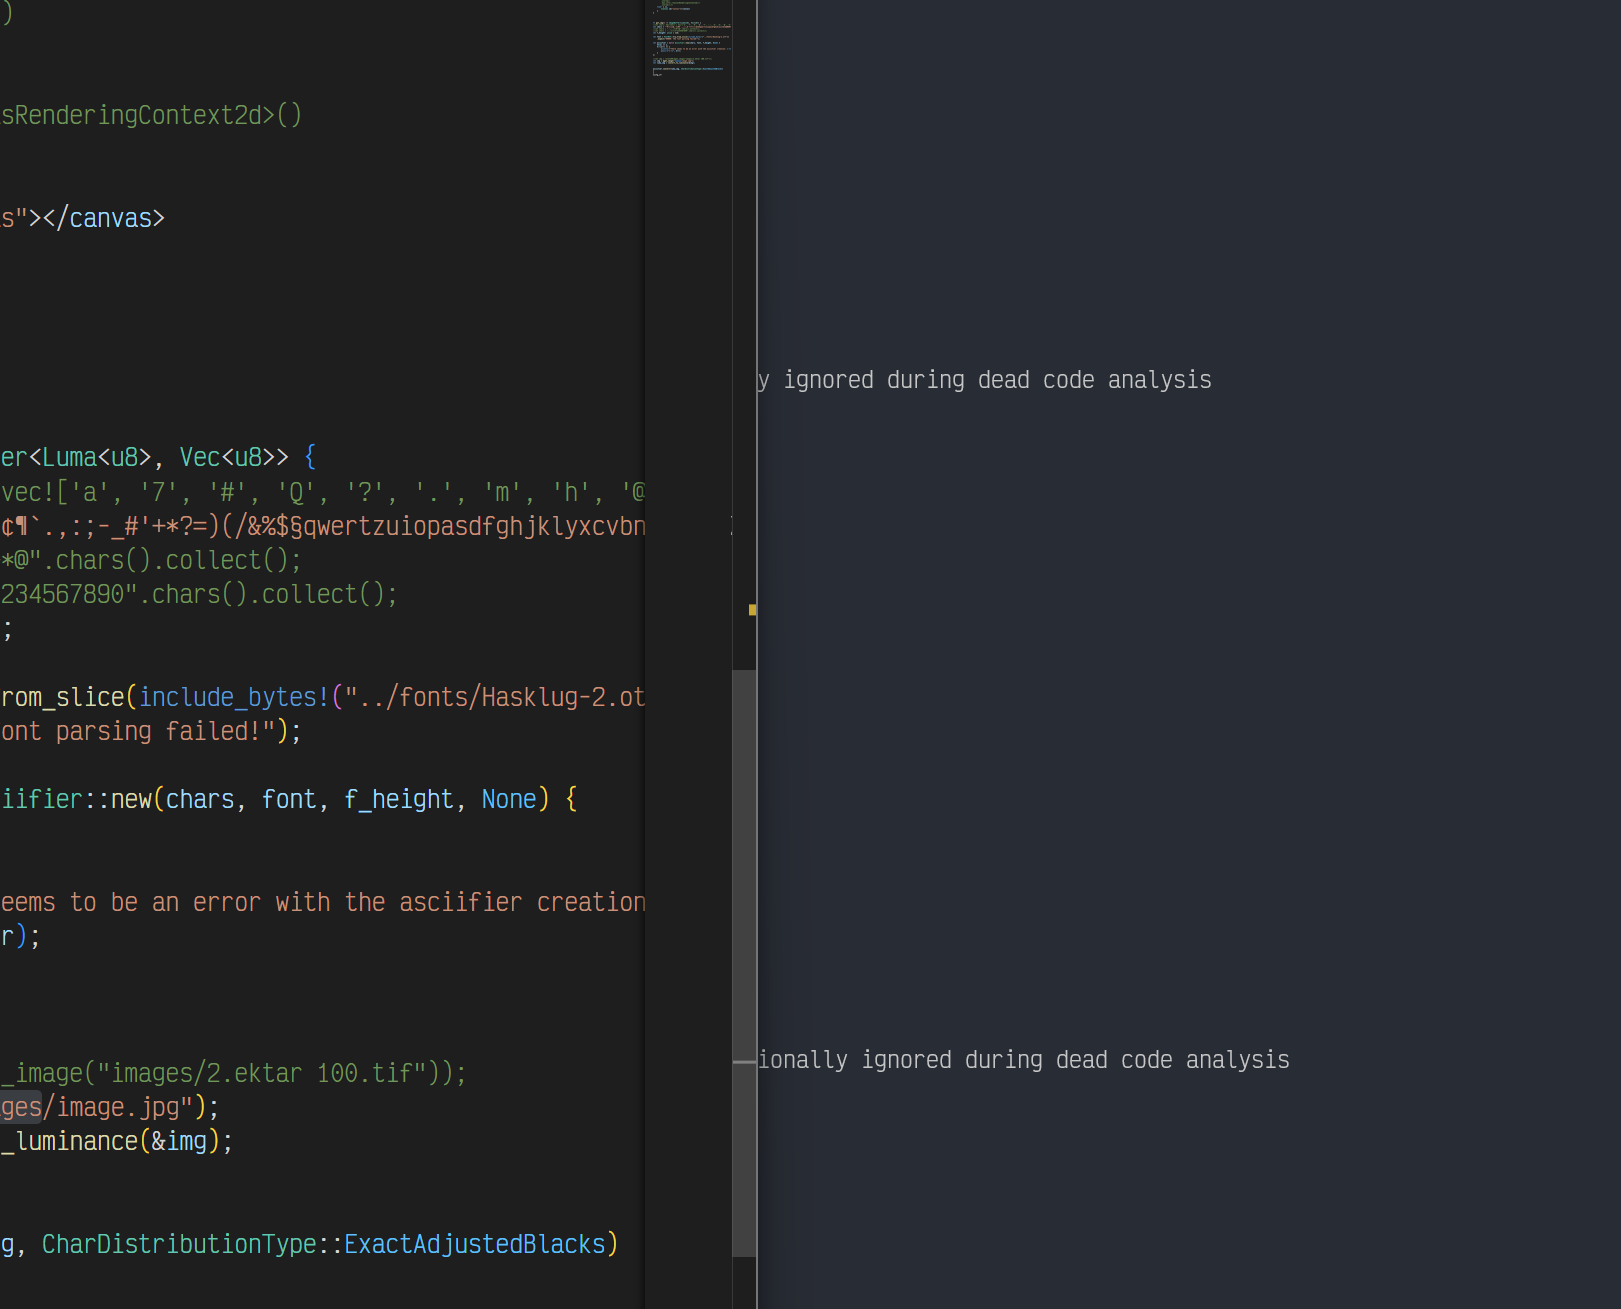 )
sRenderingContext2d>()
s"></canvas>
er<Luma<u8>, Vec<u8>> {
vec!['a', '7', '#', 'Q', '?', '.', 'm', 'h', '@
¢¶`.,:;-_#'+*?=)(/&%$§qwertzuiopasdfghjklyxcvbn
*@".chars().collect();
234567890".chars().collect();
;
rom_slice(include_bytes!("../fonts/Hasklug-2.ot
ont parsing failed!");
iifier::new(chars, font, f_height, None) {
eems to be an error with the asciifier creation
r);
_image("images/2.ektar 100.tif"));
ges/image.jpg");
_luminance(&img);
g, CharDistributionType::ExactAdjustedBlacks)
y ignored during dead code analysis
ionally ignored during dead code analysis